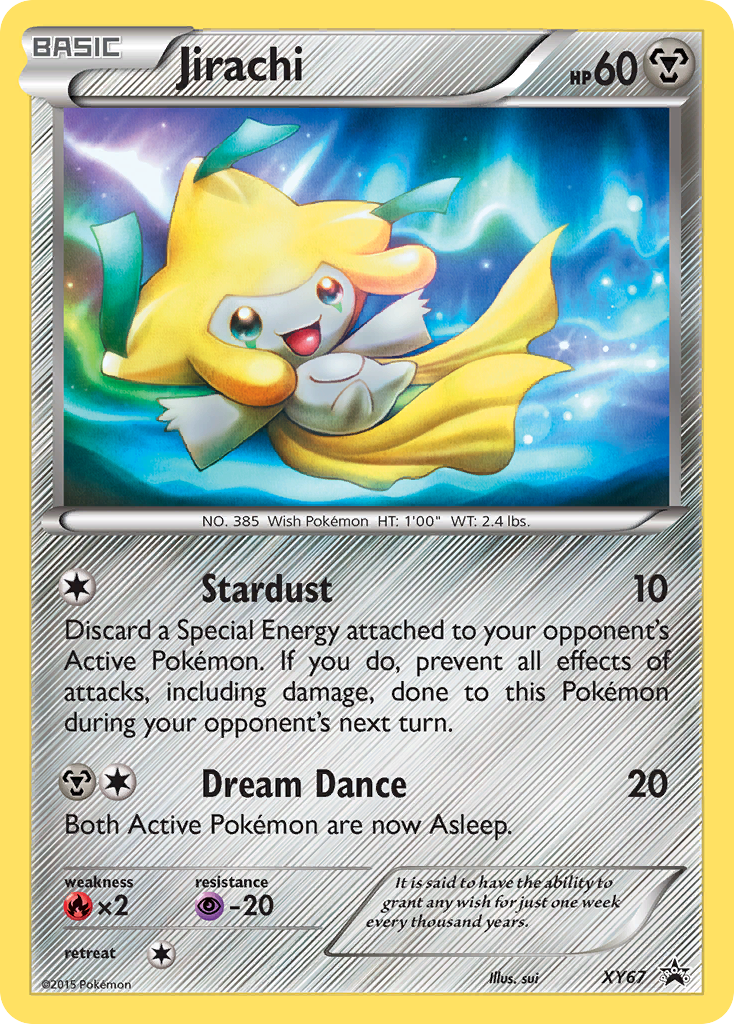 BASIC
Jirachi
HP60
NO. 385 Wish Pokémon HT: 1'00" WT: 2.4 lbs.
Stardust 10
Discard a Special Energy attached to your opponent's
Active Pokémon. If you do, prevent all effects of
attacks, including damage, done to this Pokémon
during your opponent's next turn.
Dream Dance 20
Both Active Pokémon are now Asleep.
weakness
×2
resistance
-20
retreat
It is said to have the ability to
grant any wish for just one week
every thousand years.
©2015 Pokémon
Illus. sui
XY67
PROMO